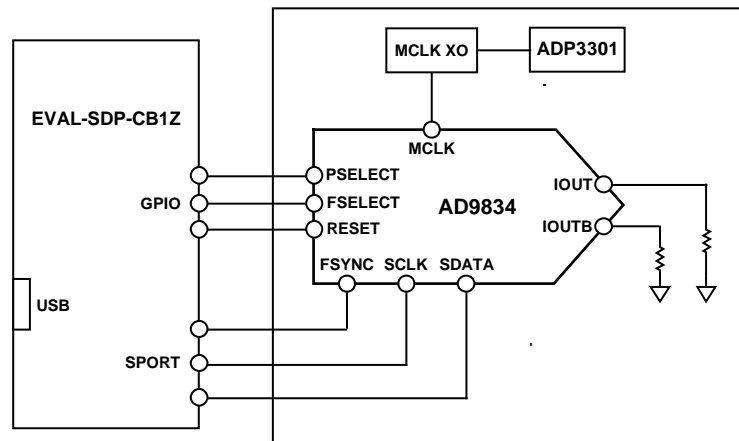 MCLK XO
ADP3301
EVAL-SDP-CB1Z
MCLK
PSELECT
IOUT
GPIO
FSELECT
AD9834
RESET
IOUTB
FSYNC
SCLK
SDATA
USB
SPORT